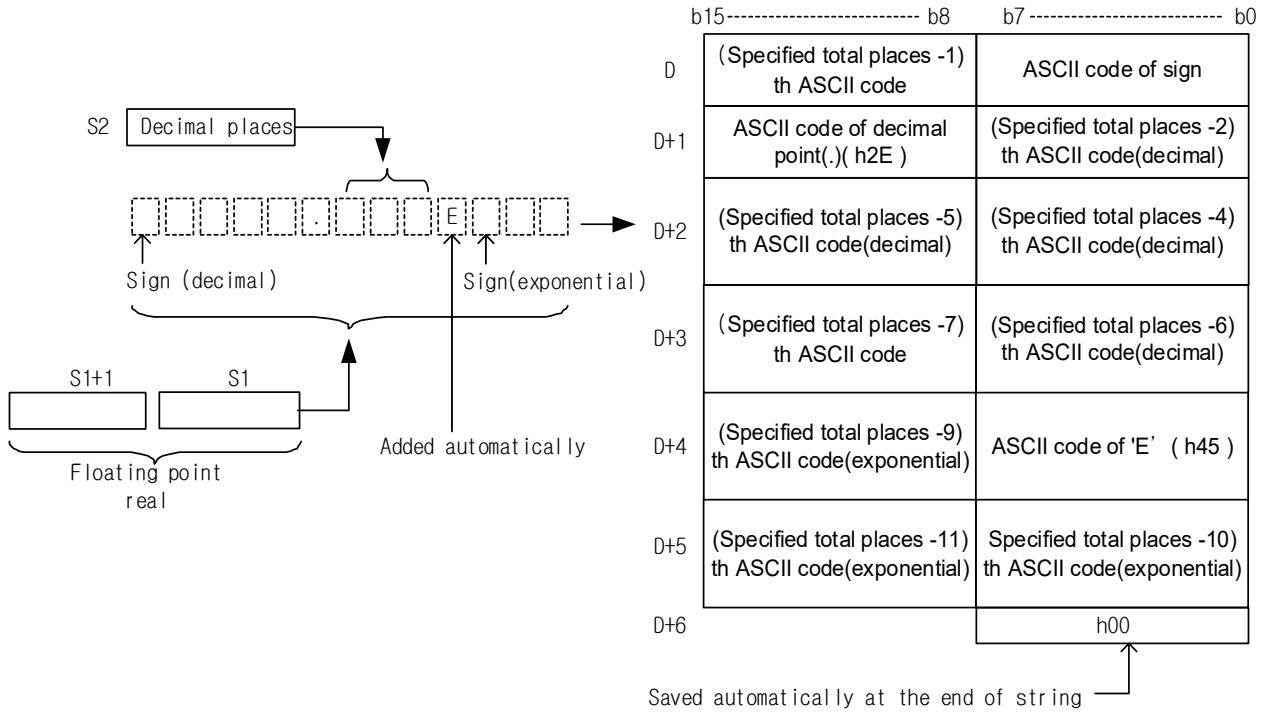 S2
Decimal places
.
E
Sign (decimal)
Sign(exponential)
S1+1
S1
Floating point
real
Added automatically
b15
b8
b7
b0
D
(Specified total places -1)
th ASCII code
ASCII code of sign
D+1
ASCII code of decimal
point(.)( h2E )
(Specified total places -2)
th ASCII code(decimal)
D+2
(Specified total places -5)
th ASCII code(decimal)
(Specified total places -4)
th ASCII code(decimal)
D+3
(Specified total places -7)
th ASCII code
(Specified total places -6)
th ASCII code(decimal)
D+4
(Specified total places -9)
th ASCII code(exponential)
ASCII code of 'E’ ( h45 )
D+5
(Specified total places -11)
th ASCII code(exponential)
Specified total places -10)
th ASCII code(exponential)
D+6
h00
Saved automatically at the end of string